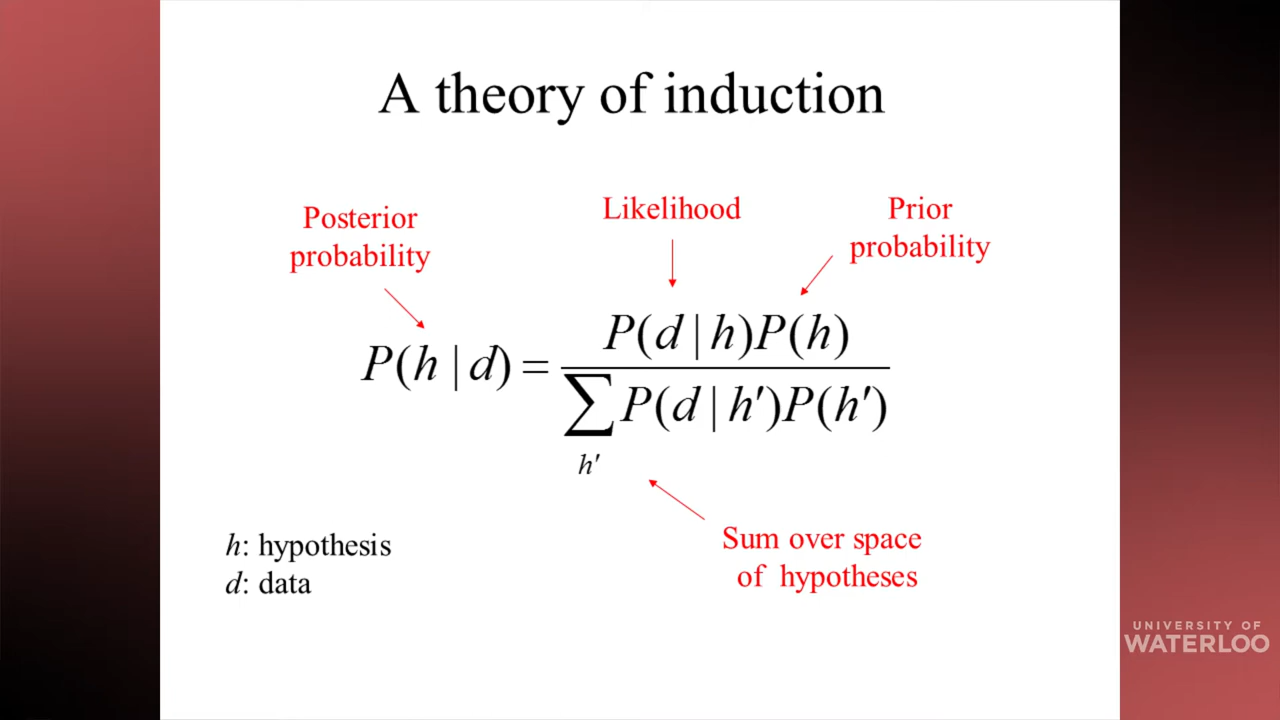 A theory of induction
Posterior
probability
Likelihood
Prior
probability
P(h | d) = P(d | h)P(h)
∑ P(d | h′)P(h′)
h′
h: hypothesis
d: data
Sum over space
of hypotheses
UNIVERSITY OF
WATERLOO